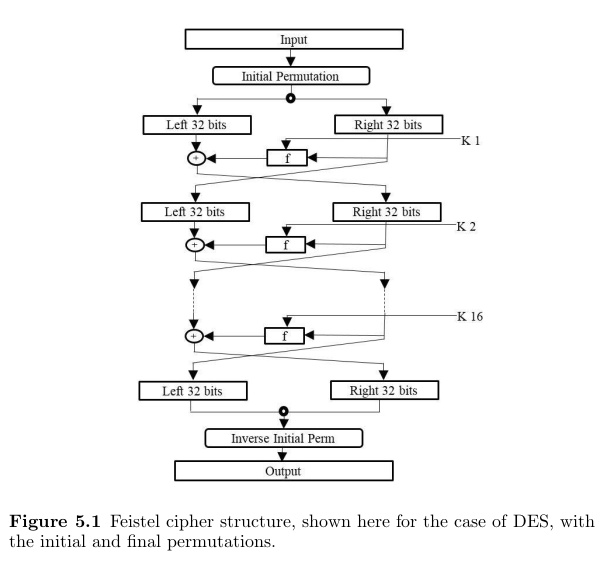 Input
Initial Permutation
Left 32 bits
Right 32 bits
K 1
+
f
Left 32 bits
Right 32 bits
K 2
+
f
K 16
+
f
Left 32 bits
Right 32 bits
Inverse Initial Perm
Output
Figure 5.1 Feistel cipher structure, shown here for the case of DES, with
the initial and final permutations.